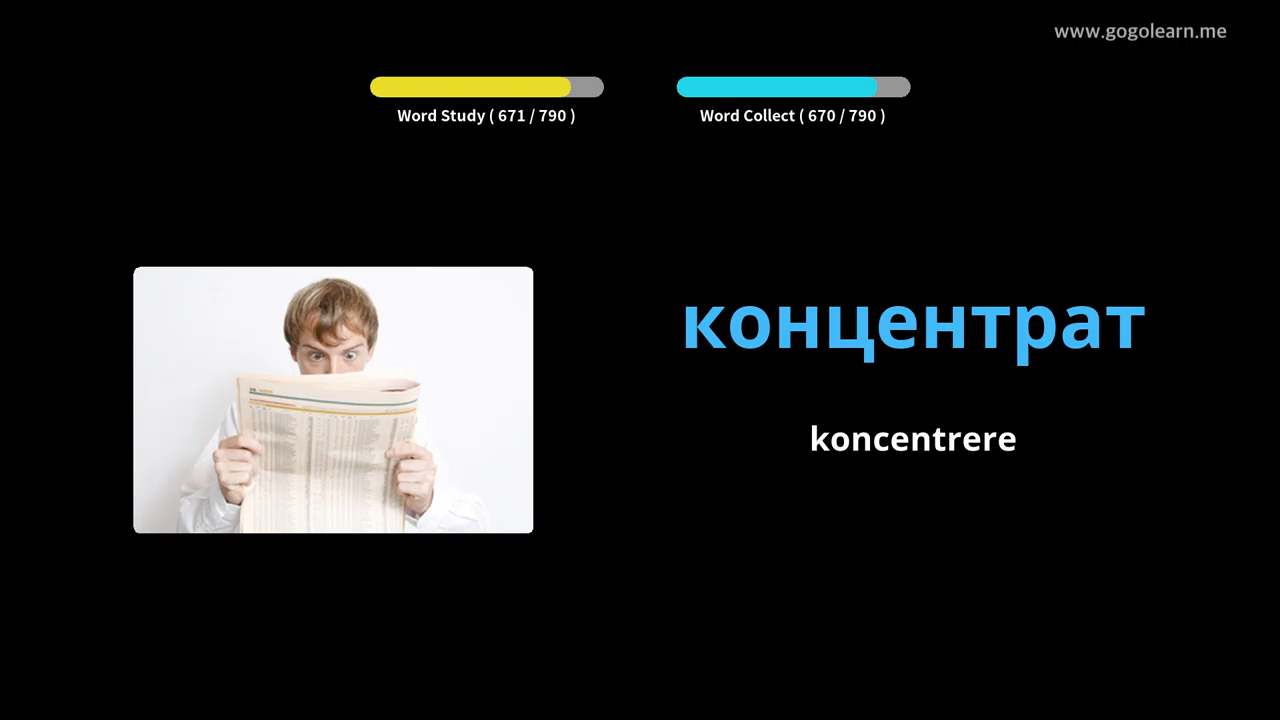 www.gogolearn.me
Word Study ( 671 / 790 )
Word Collect ( 670 / 790 )
концентрат
koncentrere